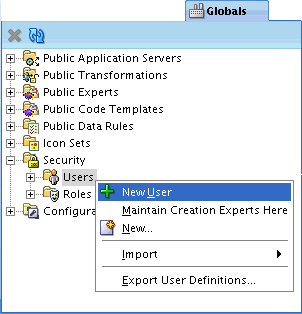 Globals
Public Application Servers
Public Transformations
Public Experts
Public Code Templates
Public Data Rules
Icon Sets
Security
Users
New User
Maintain Creation Experts Here
Roles
New...
Configura
Import
Export User Definitions...